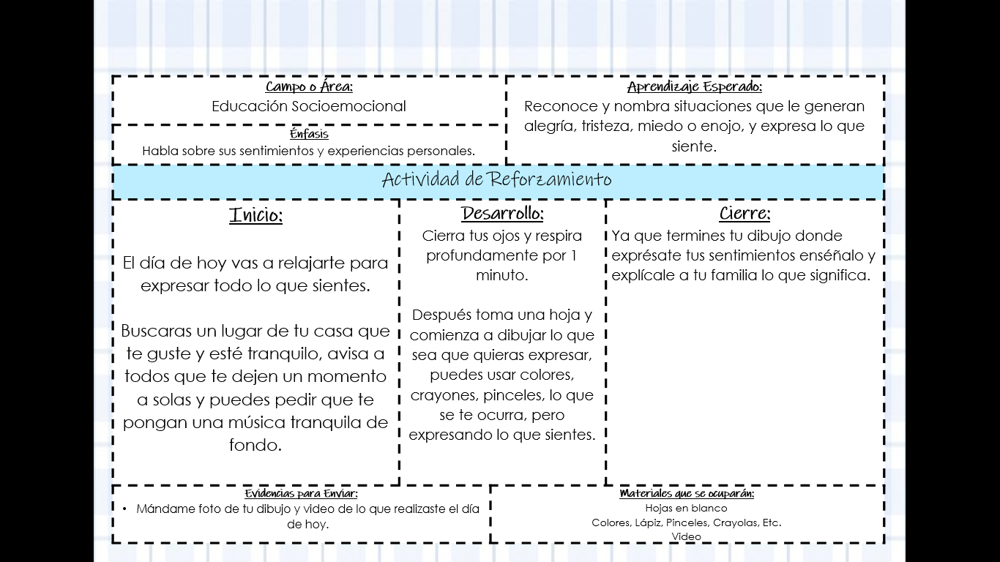 Campo o Área:
Educación Socioemocional
Énfasis
Habla sobre sus sentimientos y experiencias personales.
Aprendizaje Esperado:
Reconoce y nombra situaciones que le generan
alegría, tristeza, miedo o enojo, y expresa lo que
siente.
Actividad de Reforzamiento
Inicio:
El día de hoy vas a relajarte para
expresar todo lo que sientes.
Buscaras un lugar de tu casa que
te guste y esté tranquilo, avisa a
todos que te dejen un momento
a solas y puedes pedir que te
pongan una música tranquila de
fondo.
Desarrollo:
Cierra tus ojos y respira
profundamente por 1
minuto.
Después toma una hoja y
comienza a dibujar lo que
sea que quieras expresar,
puedes usar colores,
crayones, pinceles, lo que
se te ocurra, pero
expresando lo que sientes.
Cierre:
Ya que termines tu dibujo donde
exprésate tus sentimientos enséñalo y
explícale a tu familia lo que significa.
Evidencias para Enviar:
• Mándame foto de tu dibujo y video de lo que realizaste el día
de hoy.
Materiales que se ocuparán:
Hojas en blanco
Colores, Lápiz, Pinceles, Crayolas, Etc.
Video